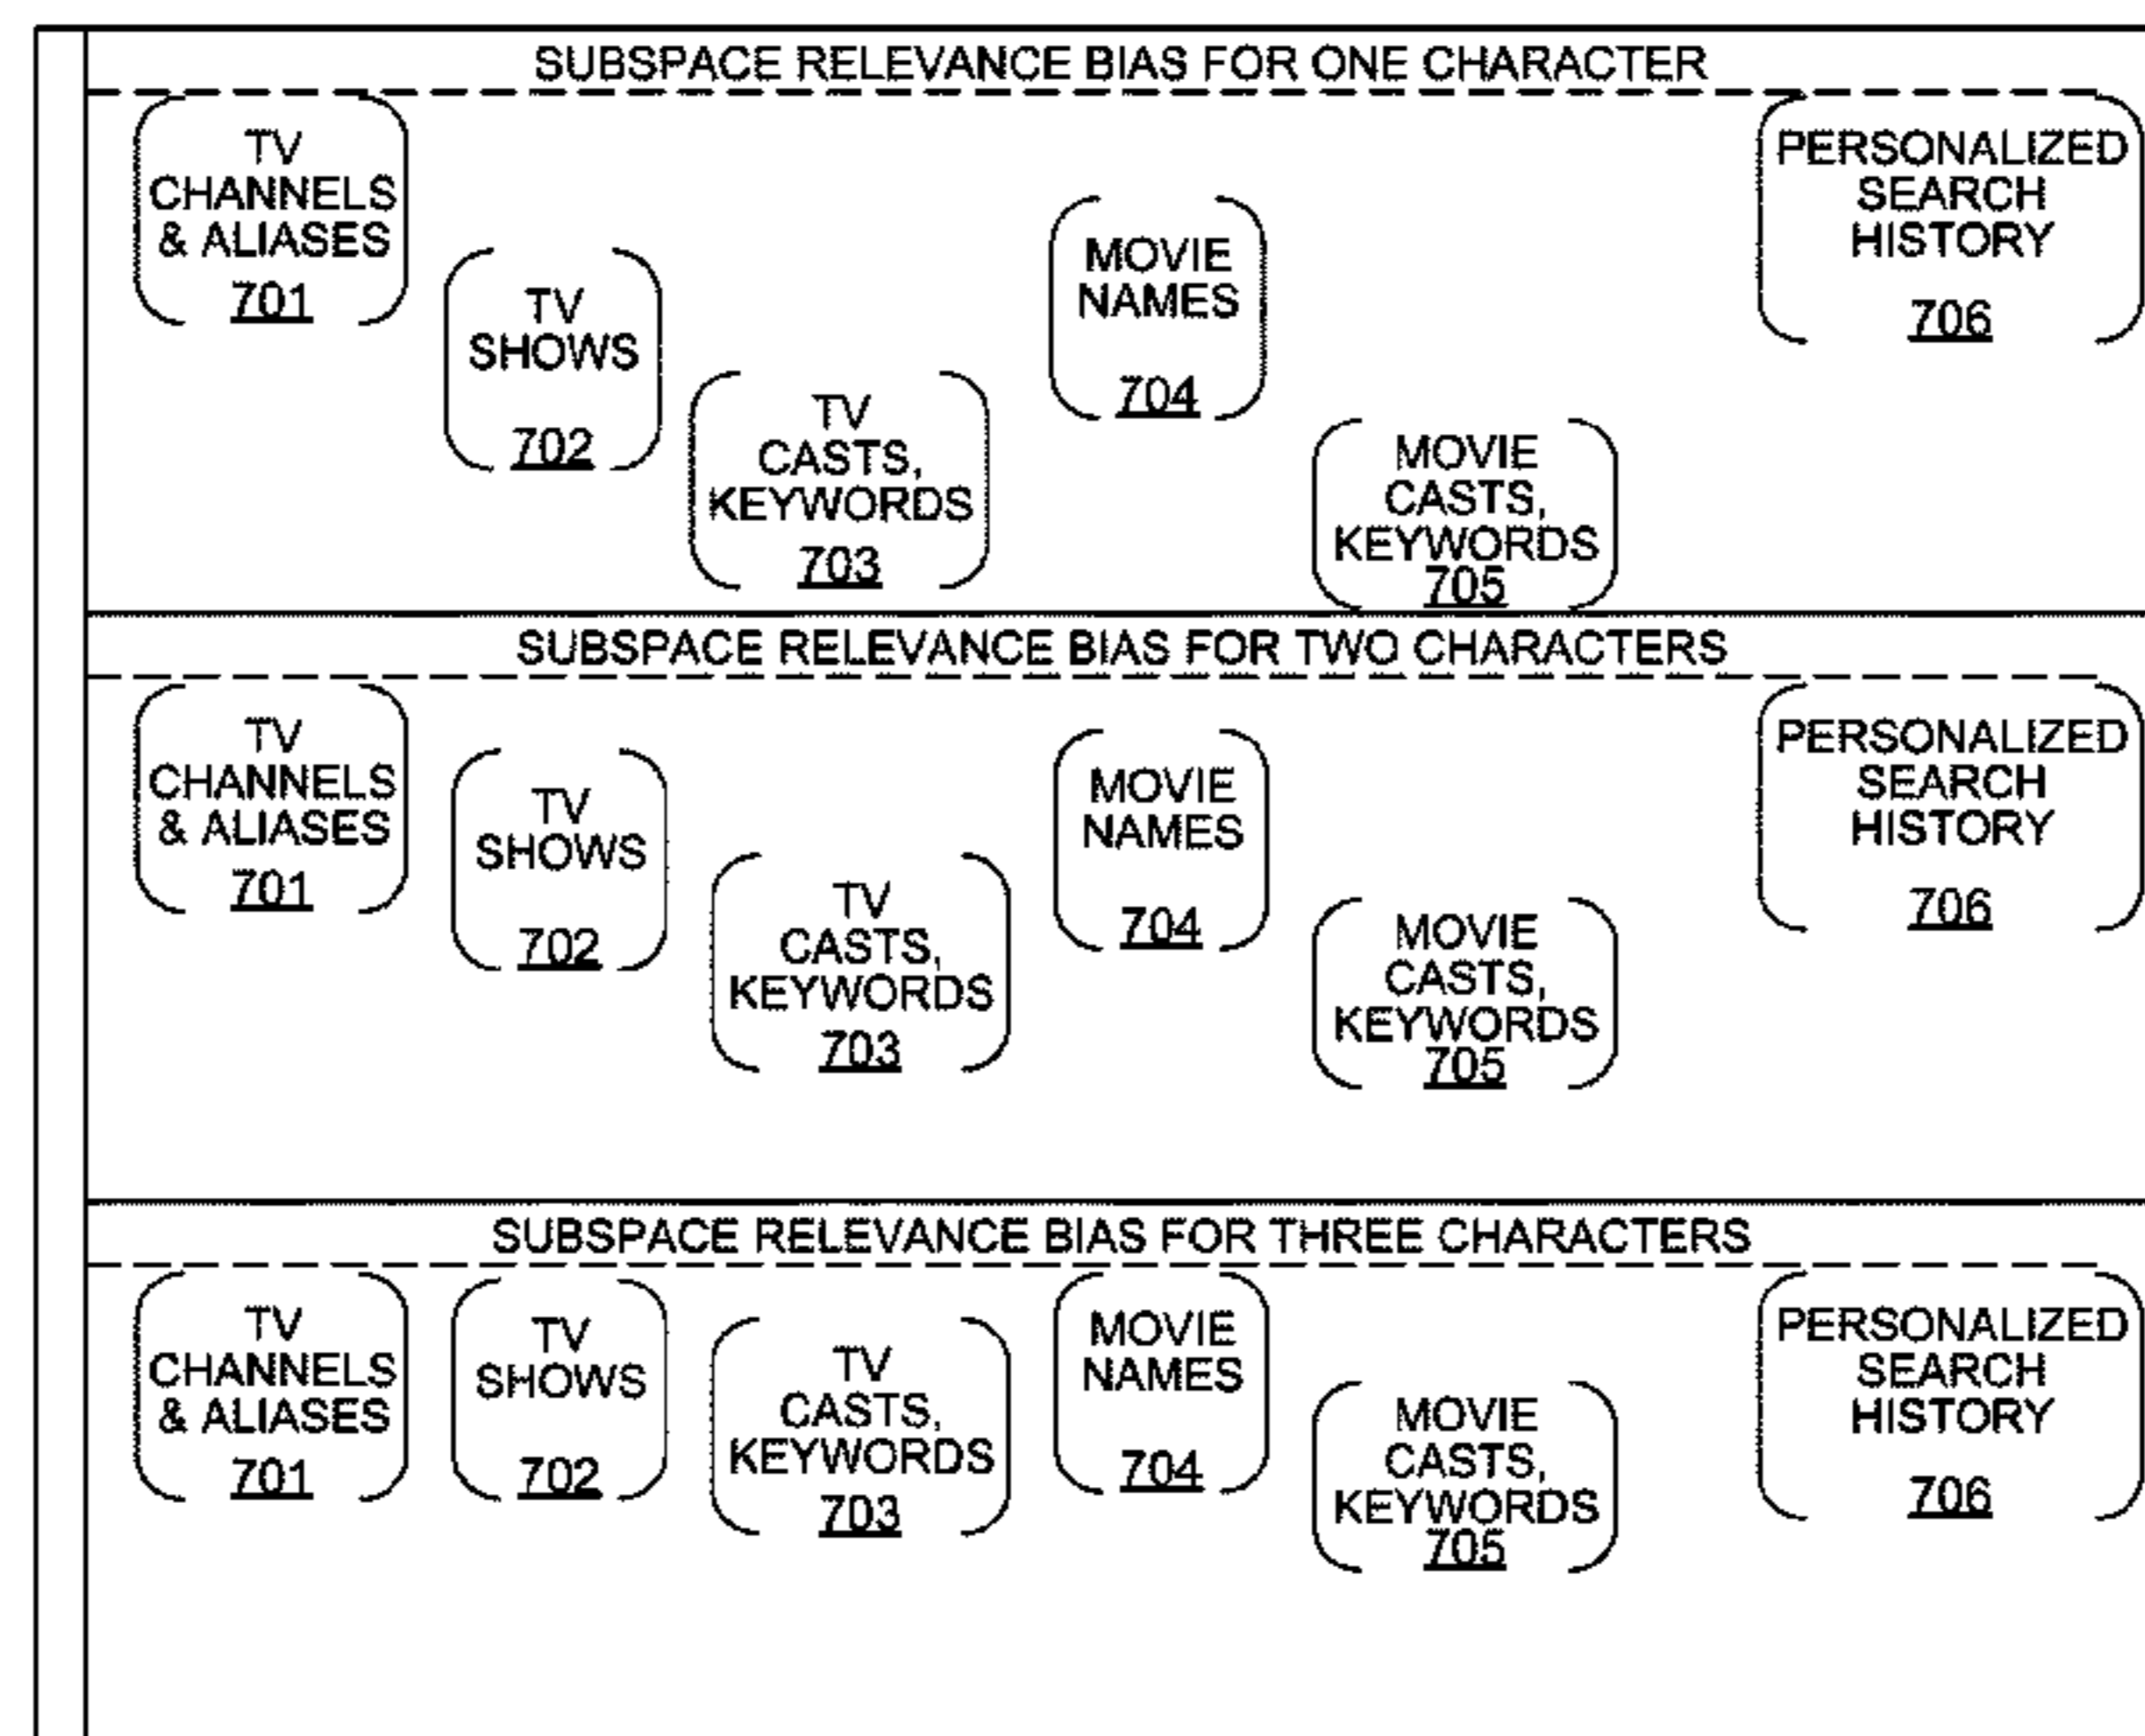 SUBSPACE RELEVANCE BIAS FOR ONE CHARACTER
TV
CHANNELS
& ALIASES
701
TV
SHOWS
702
TV
CASTS,
KEYWORDS
703
MOVIE
NAMES
704
MOVIE
CASTS,
KEYWORDS
705
PERSONALIZED
SEARCH
HISTORY
706
SUBSPACE RELEVANCE BIAS FOR TWO CHARACTERS
TV
CHANNELS
& ALIASES
701
TV
SHOWS
702
TV
CASTS,
KEYWORDS
703
MOVIE
NAMES
704
MOVIE
CASTS,
KEYWORDS
705
PERSONALIZED
SEARCH
HISTORY
706
SUBSPACE RELEVANCE BIAS FOR THREE CHARACTERS
TV
CHANNELS
& ALIASES
701
TV
SHOWS
702
TV
CASTS,
KEYWORDS
703
MOVIE
NAMES
704
MOVIE
CASTS,
KEYWORDS
705
PERSONALIZED
SEARCH
HISTORY
706